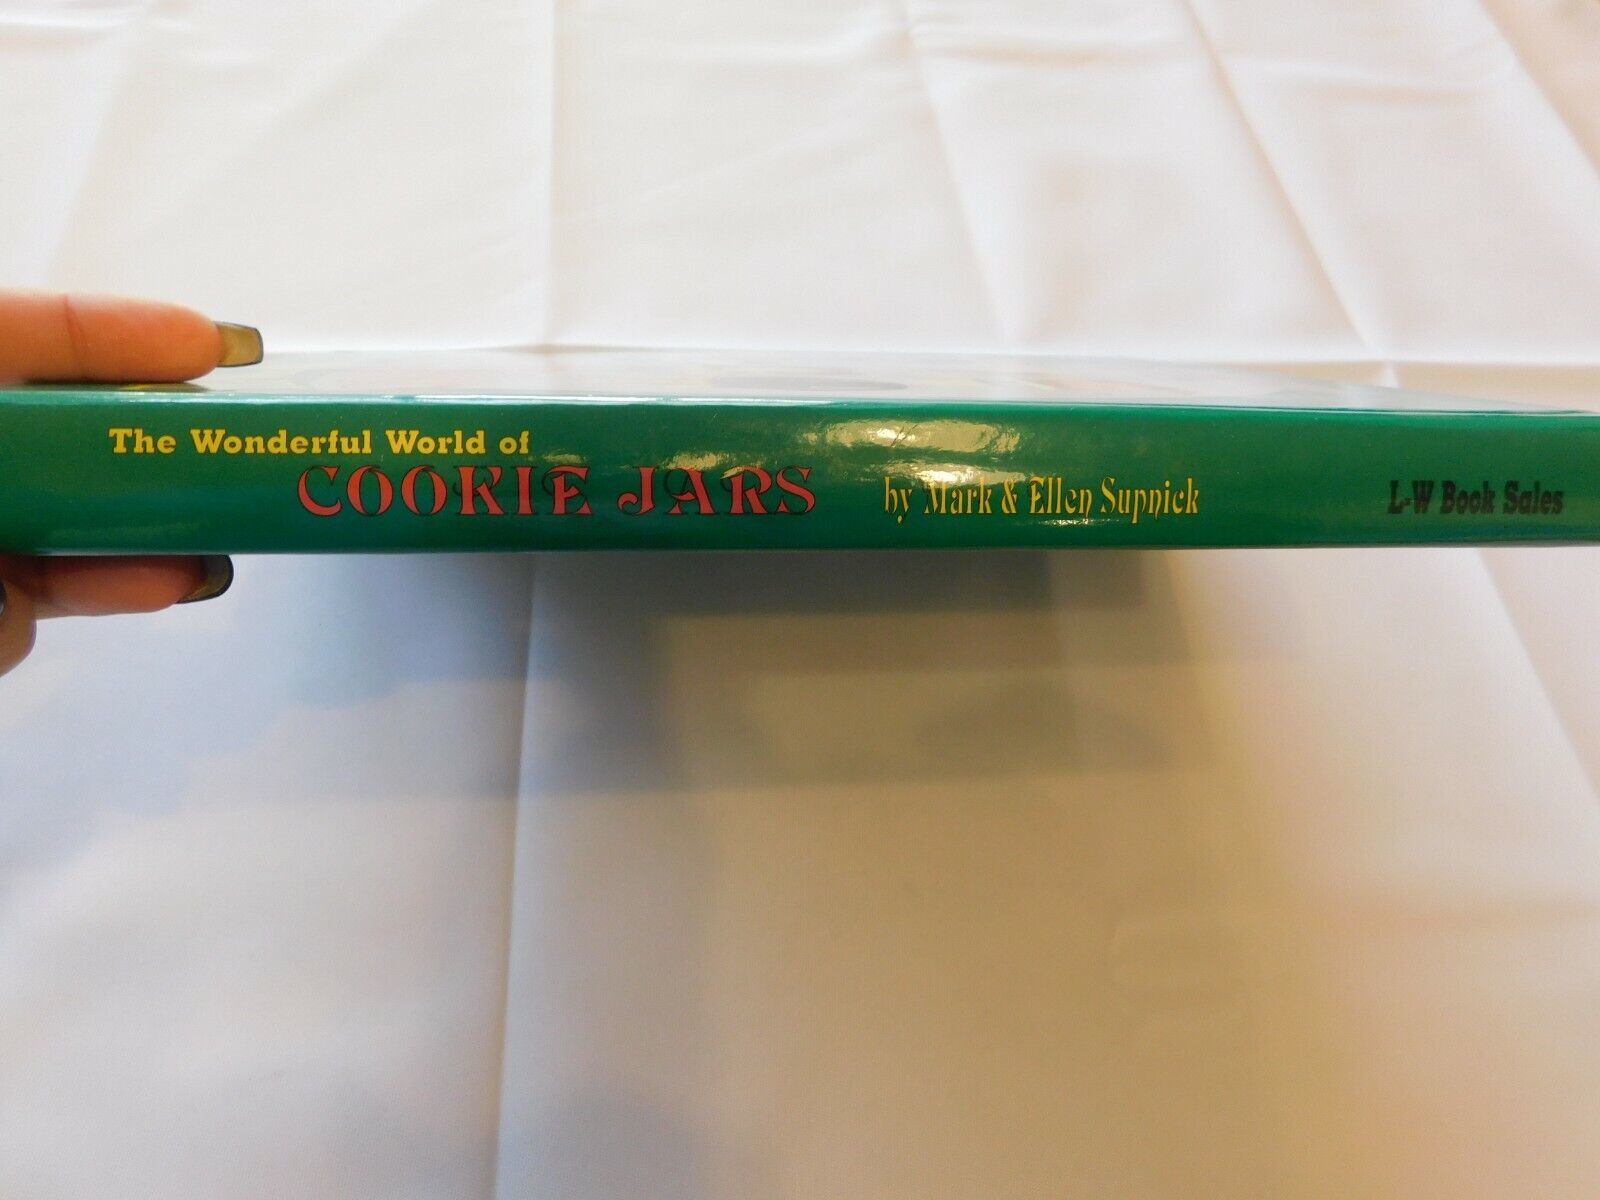 The Wonderful World of
COOKIE JARS
by Mark & Ellen Supnick
L-W Book Sales